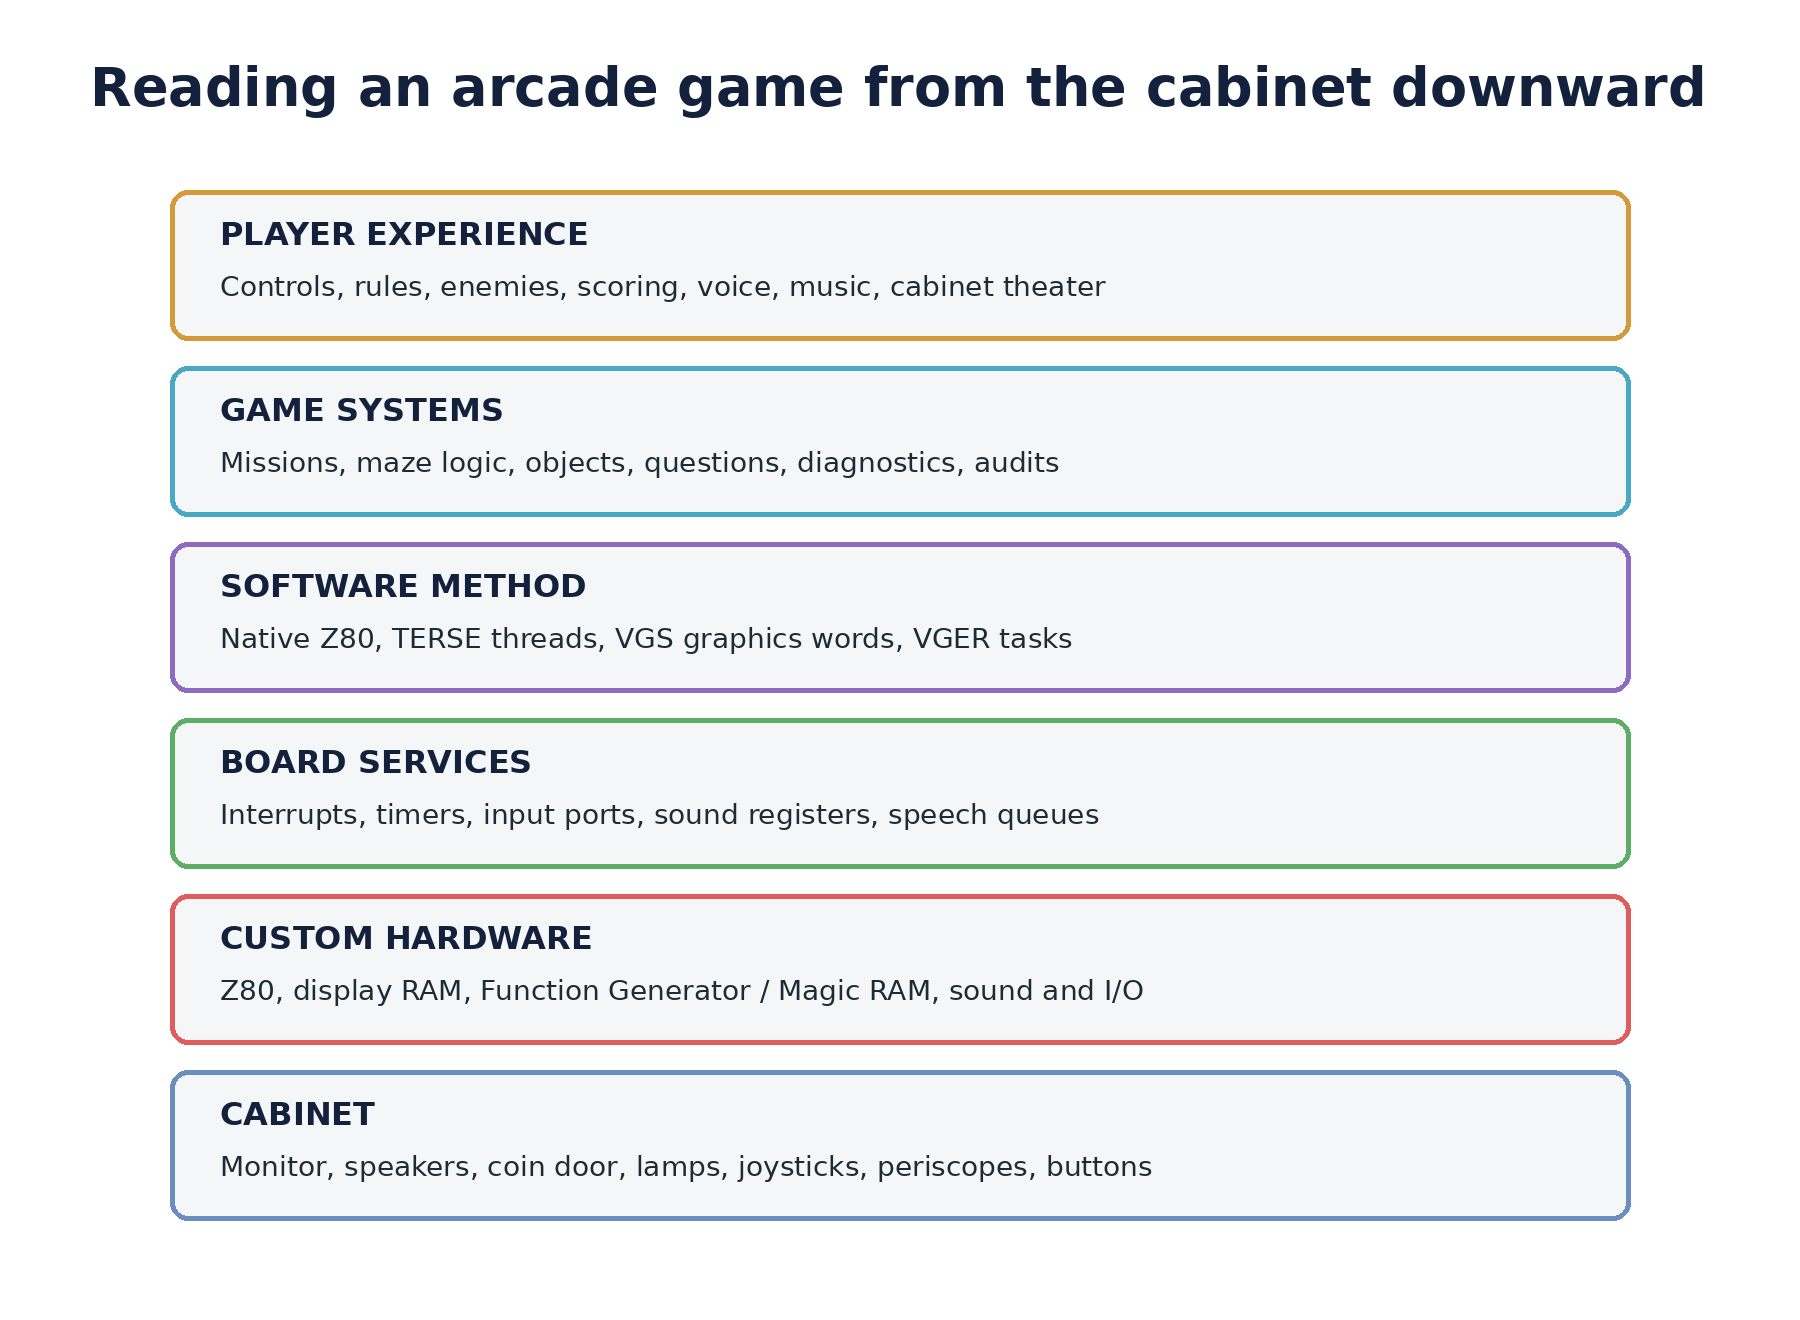 Reading an arcade game from the cabinet downward
PLAYER EXPERIENCE
Controls, rules, enemies, scoring, voice, music, cabinet theater
GAME SYSTEMS
Missions, maze logic, objects, questions, diagnostics, audits
SOFTWARE METHOD
Native Z80, TERSE threads, VGS graphics words, VGER tasks
BOARD SERVICES
Interrupts, timers, input ports, sound registers, speech queues
CUSTOM HARDWARE
Z80, display RAM, Function Generator / Magic RAM, sound and I/O
CABINET
Monitor, speakers, coin door, lamps, joysticks, periscopes, buttons